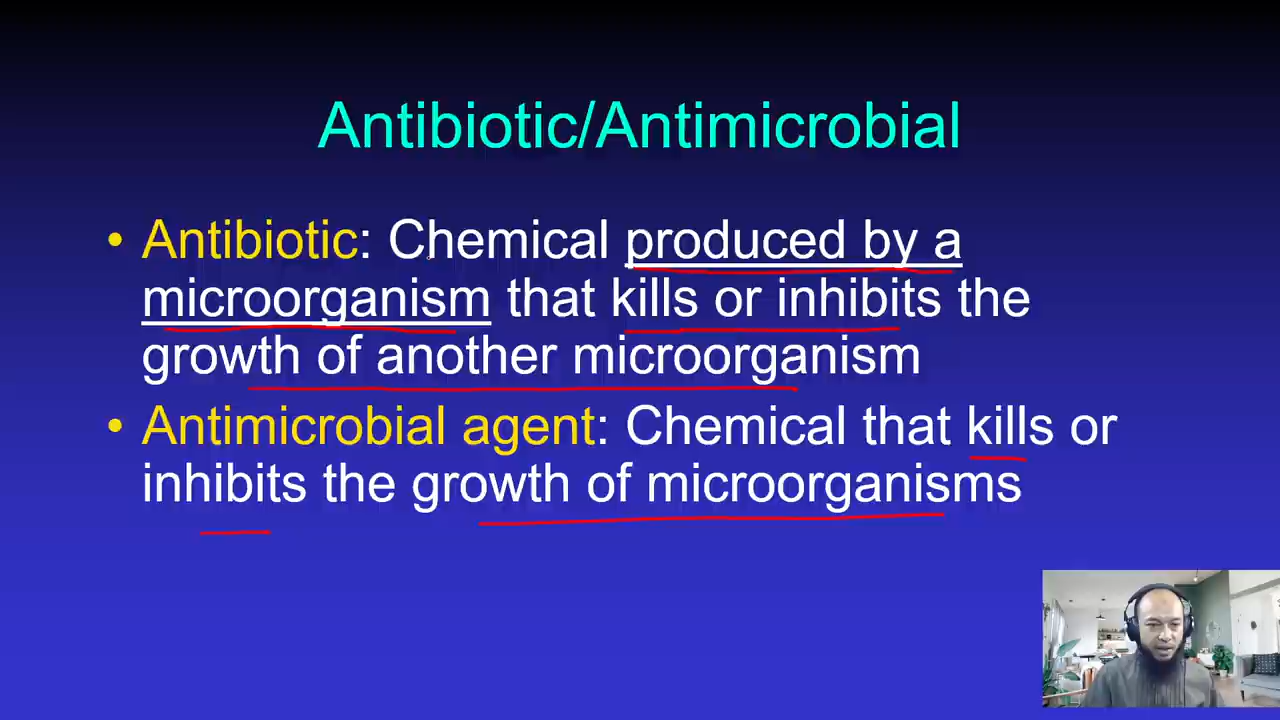 Antibiotic/Antimicrobial
• Antibiotic: Chemical produced by a
microorganism that kills or inhibits the
growth of another microorganism
• Antimicrobial agent: Chemical that kills or
inhibits the growth of microorganisms